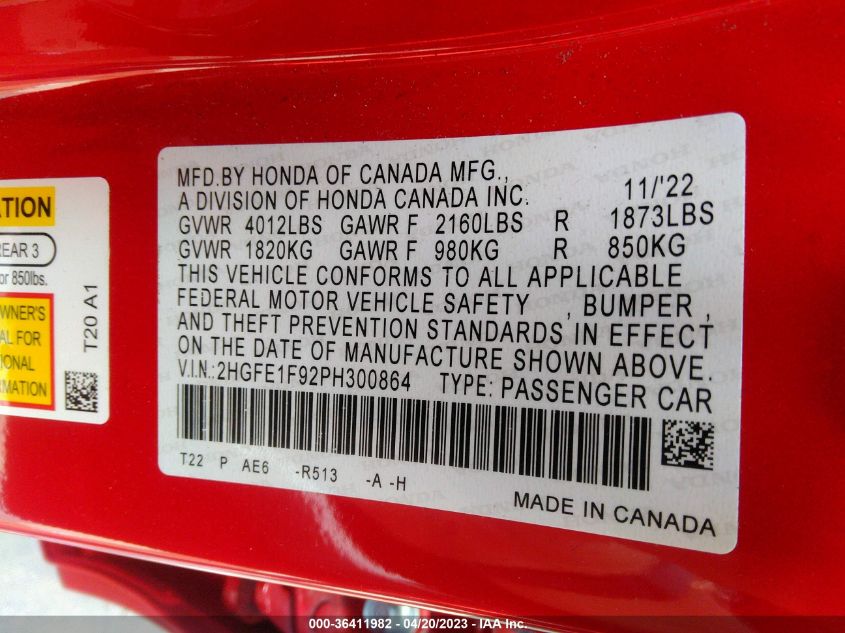 ATION
REAR 3
or 850lbs.
WNER'S
AL FOR
IONAL
MATION
T20 A1
MFD.BY HONDA OF CANADA MFG.,
A DIVISION OF HONDA CANADA INC. 11/'22
GVWR 4012LBS GAWR F 2160LBS R 1873LBS
GVWR 1820KG GAWR F 980KG R 850KG
THIS VEHICLE CONFORMS TO ALL APPLICABLE
FEDERAL MOTOR VEHICLE SAFETY , BUMPER ,
AND THEFT PREVENTION STANDARDS IN EFFECT
ON THE DATE OF MANUFACTURE SHOWN ABOVE.
V.I.N.:2HGFE1F92PH300864 TYPE: PASSENGER CAR
T22 P AE6 -R513 -A -H
MADE IN CANADA
000-36411982 - 04/20/2023 - IAA Inc.